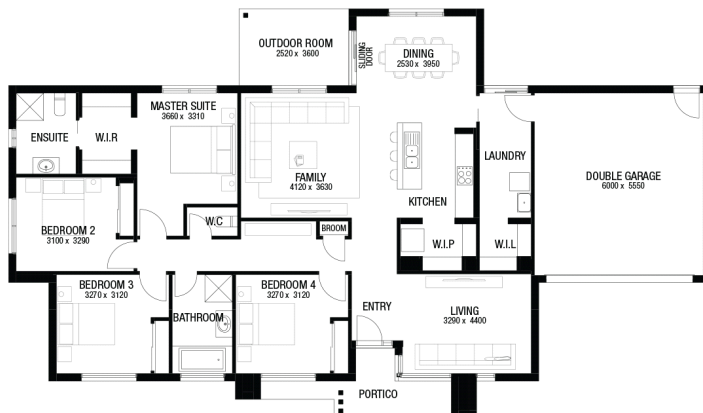 OUTDOOR ROOM
2520 x 3600
SLIDING
DOOR
DINING
2530 x 3950
MASTER SUITE
3660 x 3310
ENSUITE
W.I.R
FAMILY
4120 x 3630
LAUNDRY
DOUBLE GARAGE
6000 x 5550
KITCHEN
BEDROOM 2
3100 x 3290
W.C
BROOM
W.I.P
W.I.L
BEDROOM 3
3270 x 3120
BATHROOM
BEDROOM 4
3270 x 3120
ENTRY
LIVING
3290 x 4400
PORTICO